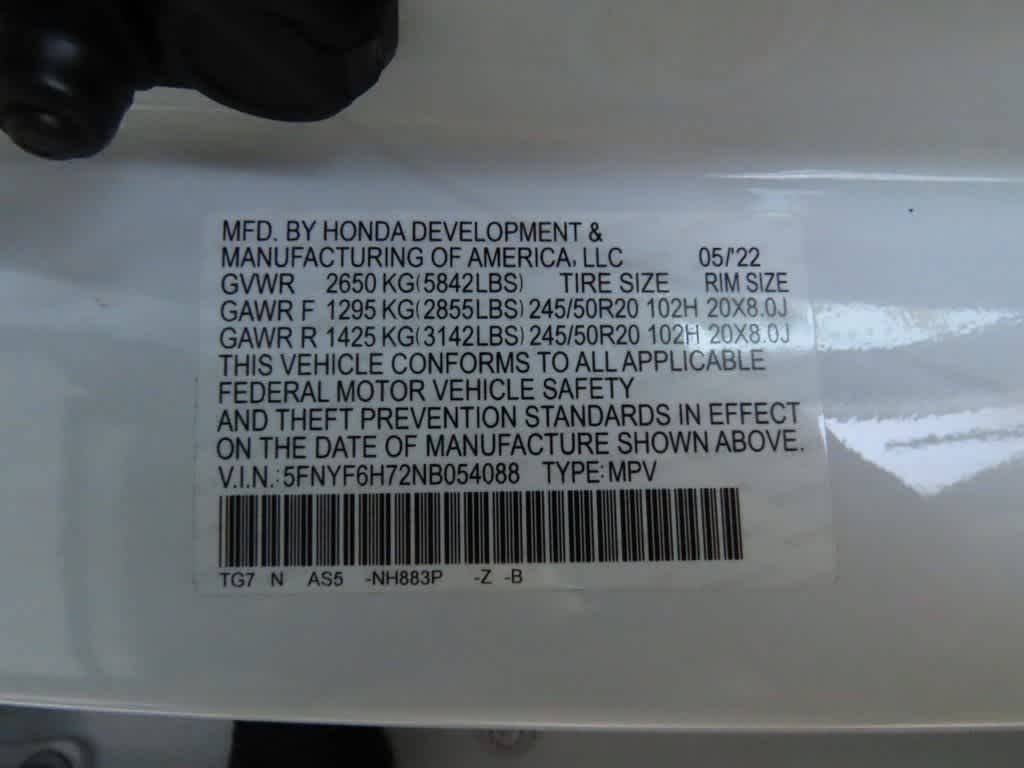 MFD. BY HONDA DEVELOPMENT &
MANUFACTURING OF AMERICA, LLC 05/'22
GVWR 2650 KG(5842LBS) TIRE SIZE RIM SIZE
GAWR F 1295 KG(2855LBS) 245/50R20 102H 20X8.0J
GAWR R 1425 KG(3142LBS) 245/50R20 102H 20X8.0J
THIS VEHICLE CONFORMS TO ALL APPLICABLE
FEDERAL MOTOR VEHICLE SAFETY
AND THEFT PREVENTION STANDARDS IN EFFECT
ON THE DATE OF MANUFACTURE SHOWN ABOVE.
V.I.N.: 5FNYF6H72NB054088 TYPE: MPV
TG7 N AS5 -NH883P -Z -B